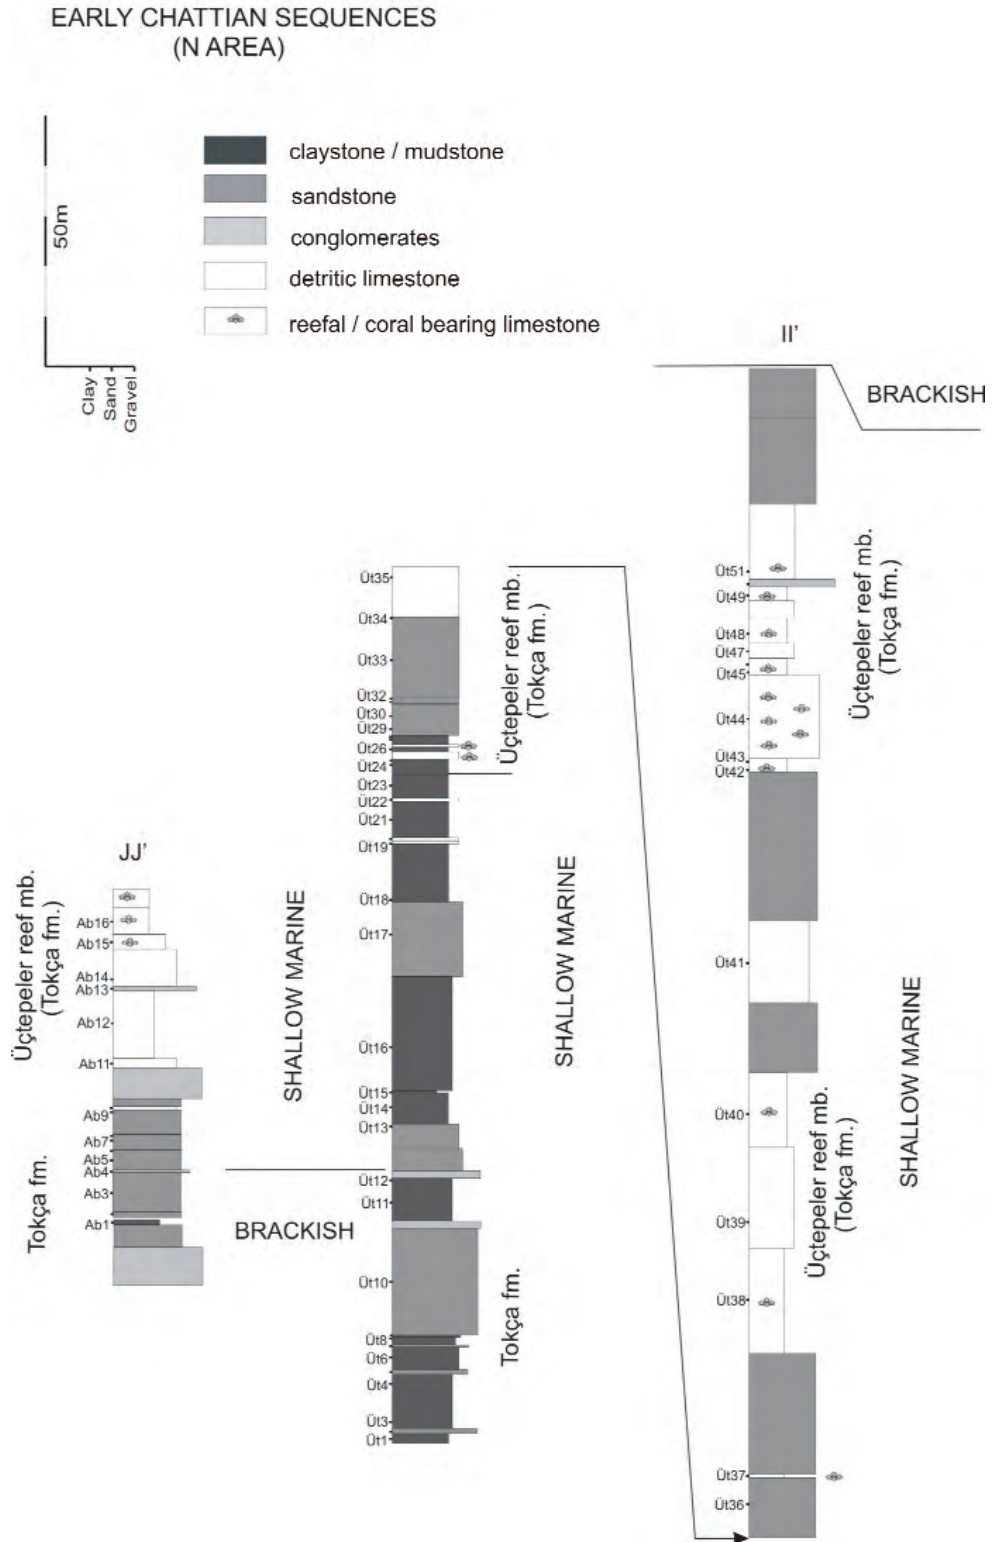 EARLY CHATTIAN SEQUENCES
(N AREA)
50m
Clay
Sand
Gravel
claystone / mudstone
sandstone
conglomerates
detritic limestone
reefal / coral bearing limestone
JJ'
Üçtepeler reef mb.
(Tokça fm.)
Tokça fm.
Ab16
Ab15
Ab14
Ab13
Ab12
Ab11
Ab9
Ab7
Ab5
Ab4
Ab3
Ab1
SHALLOW MARINE
BRACKISH
Üt35
Üt34
Üt33
Üt32
Üt30
Üt29
Üt26
Üt24
Üt23
Üt22
Üt21
Üt19
Üt18
Üt17
Üt16
Üt15
Üt14
Üt13
Üt12
Üt11
Üt10
Üt8
Üt6
Üt4
Üt3
Üt1
Üçtepeler reef mb.
(Tokça fm.)
Tokça fm.
SHALLOW MARINE
II'
BRACKISH
Üt51
Üt49
Üt48
Üt47
Üt45
Üt44
Üt43
Üt42
Üt41
Üt40
Üt39
Üt38
Üt37
Üt36
Üçtepeler reef mb.
(Tokça fm.)
Üçtepeler reef mb.
(Tokça fm.)
SHALLOW MARINE